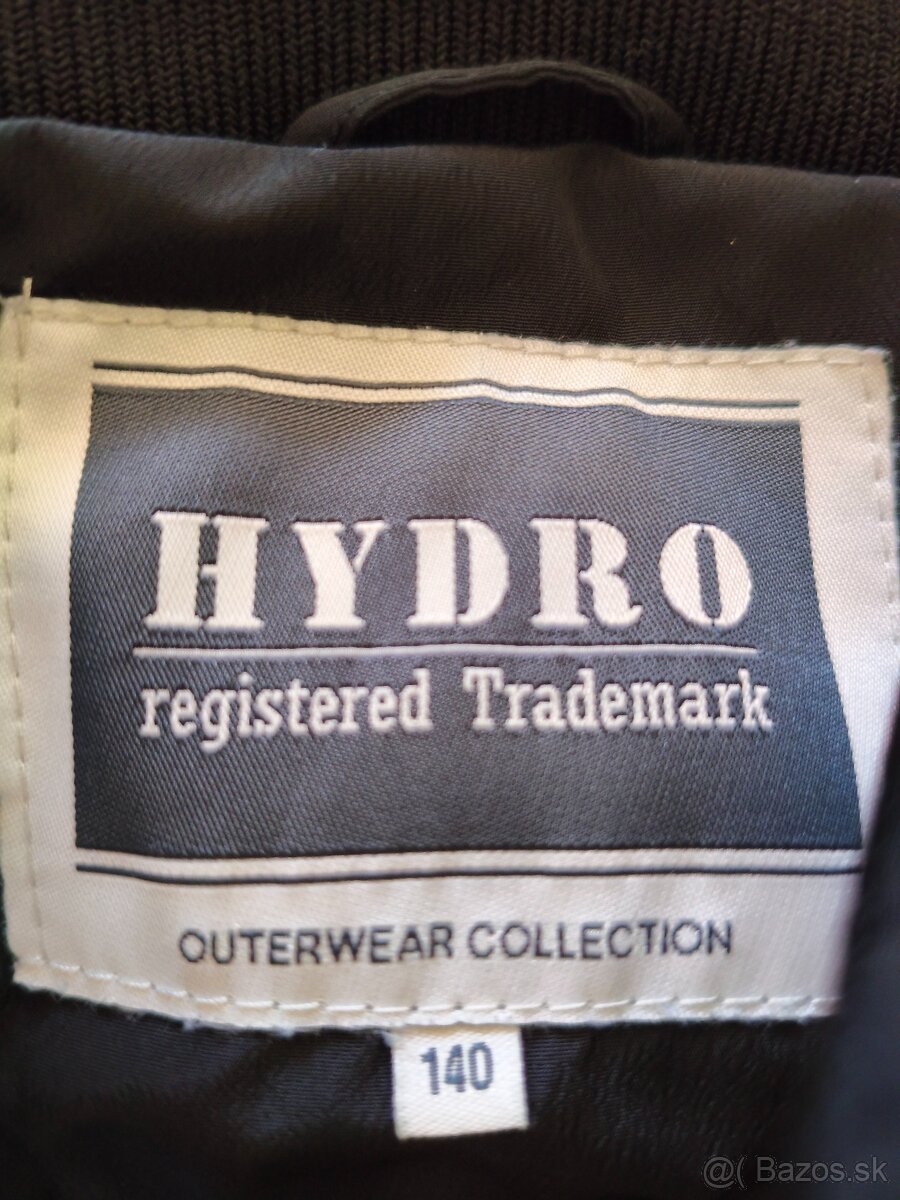 HYDRO
registered Trademark
OUTERWEAR COLLECTION
140
@( Bazos.sk